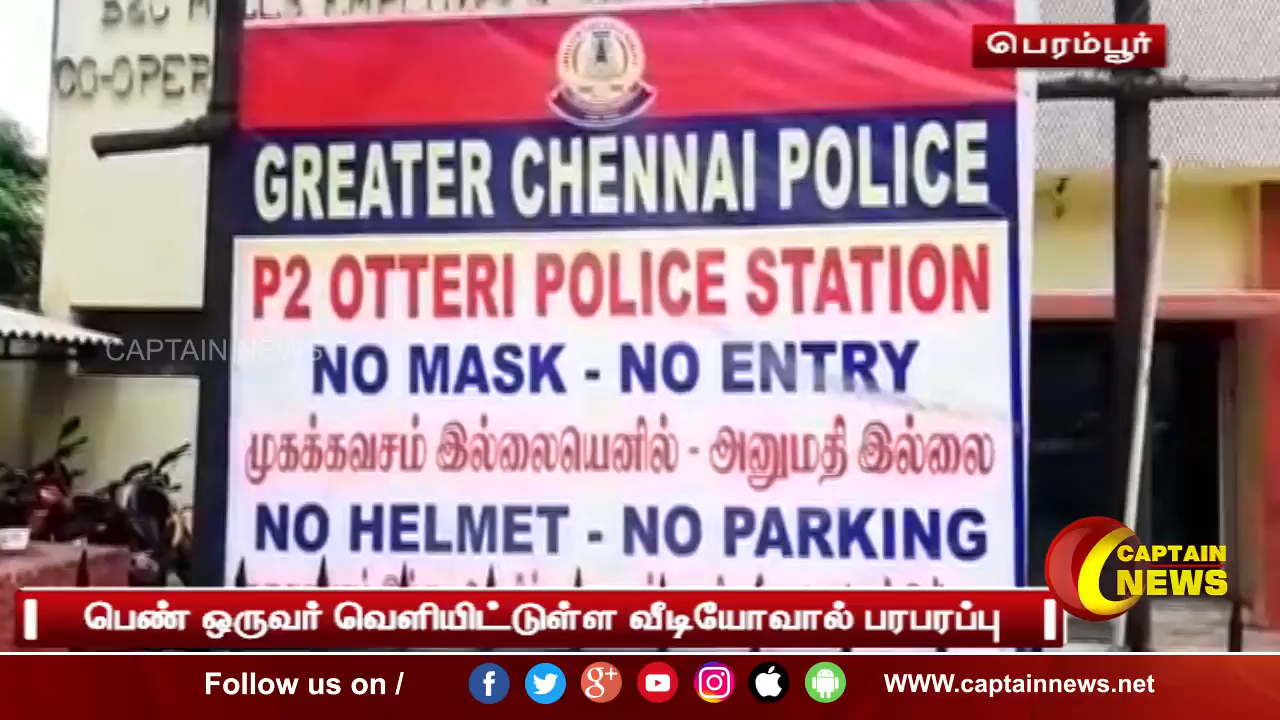 CO-OPER
பெரம்பூர்
GREATER CHENNAI POLICE
P2 OTTERI POLICE STATION
CAPTAIN NEWS
NO MASK - NO ENTRY
முகக்கவசம் இல்லையெனில் - அனுமதி இல்லை
NO HELMET - NO PARKING
CAPTAIN
NEWS
பெண் ஒருவர் வெளியிட்டுள்ள வீடியோவால் பரபரப்பு
Follow us on /
WWW.captainnews.net